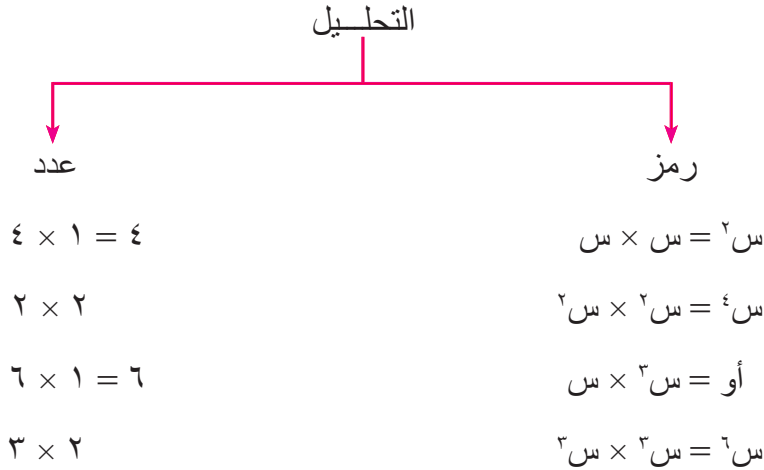 التحلـــيل
رمز
عدد
س٢ = س × س
٤ = ١ × ٤
س٤ = س٢ × س٢
٢ × ٢
أو = س٣ × س
٦ = ١ × ٦
س٦ = س٣ × س٣
٢ × ٣